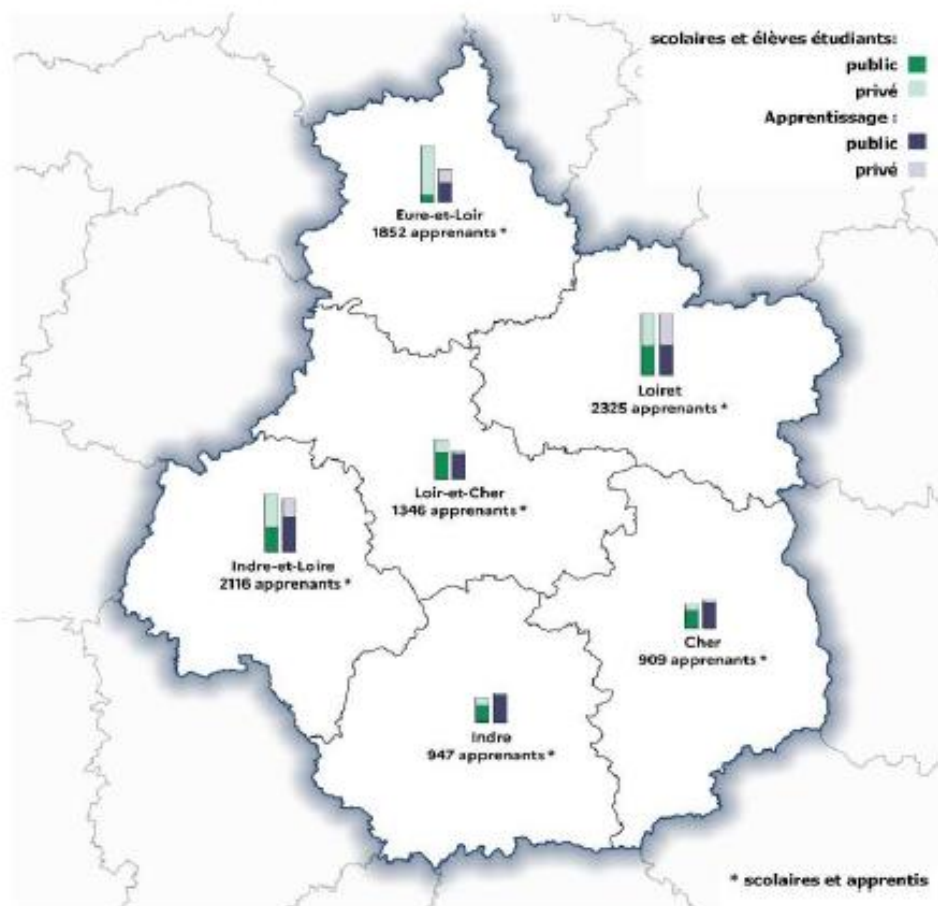 scolaires et élèves étudiants:
public
privé
Apprentissage :
public
privé
Eure-et-Loir
1852 apprenants *
Loiret
2325 apprenants *
Loir-et-Cher
1346 apprenants *
Indre-et-Loire
2116 apprenants *
Cher
909 apprenants *
Indre
947 apprenants *
* scolaires et apprentis